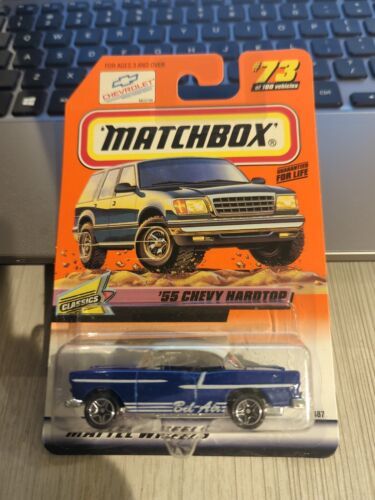 FOR AGES 3 AND OVER
CHEVROLET
#73
of 100 vehicles
MATCHBOX®
GUARANTEED
FOR LIFE
'55 CHEVY HARDTOP
CLASSICS
Bel-Air
MATTEL WHEELS
487